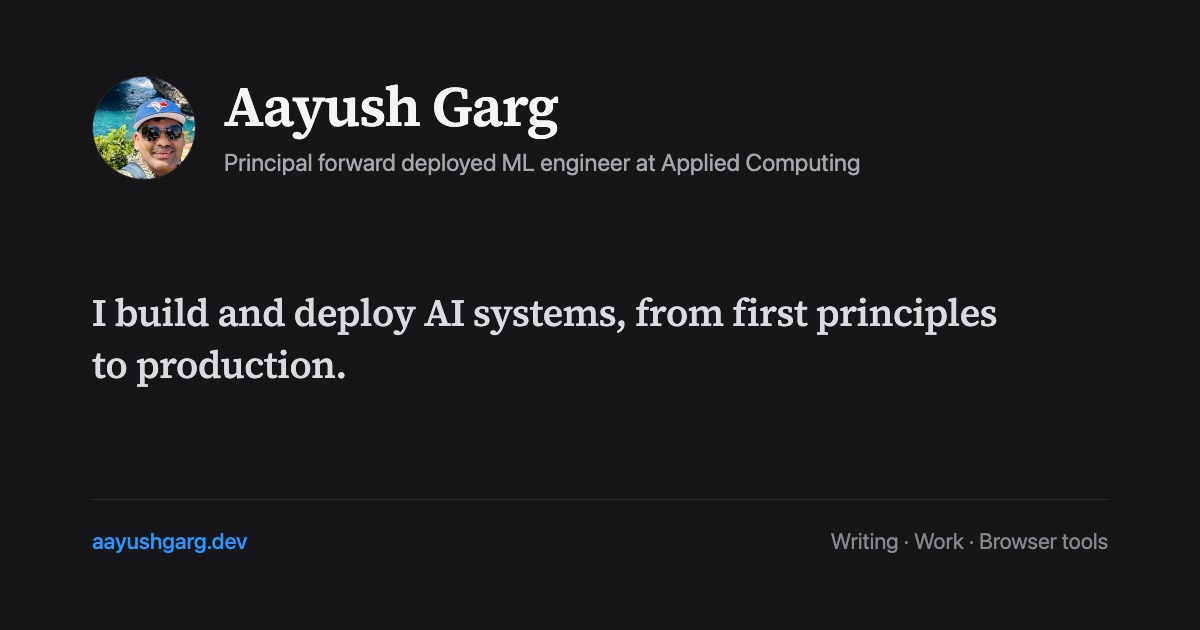 Aayush Garg
Principal forward deployed ML engineer at Applied Computing
I build and deploy AI systems, from first principles
to production.
aayushgarg.dev
Writing · Work · Browser tools